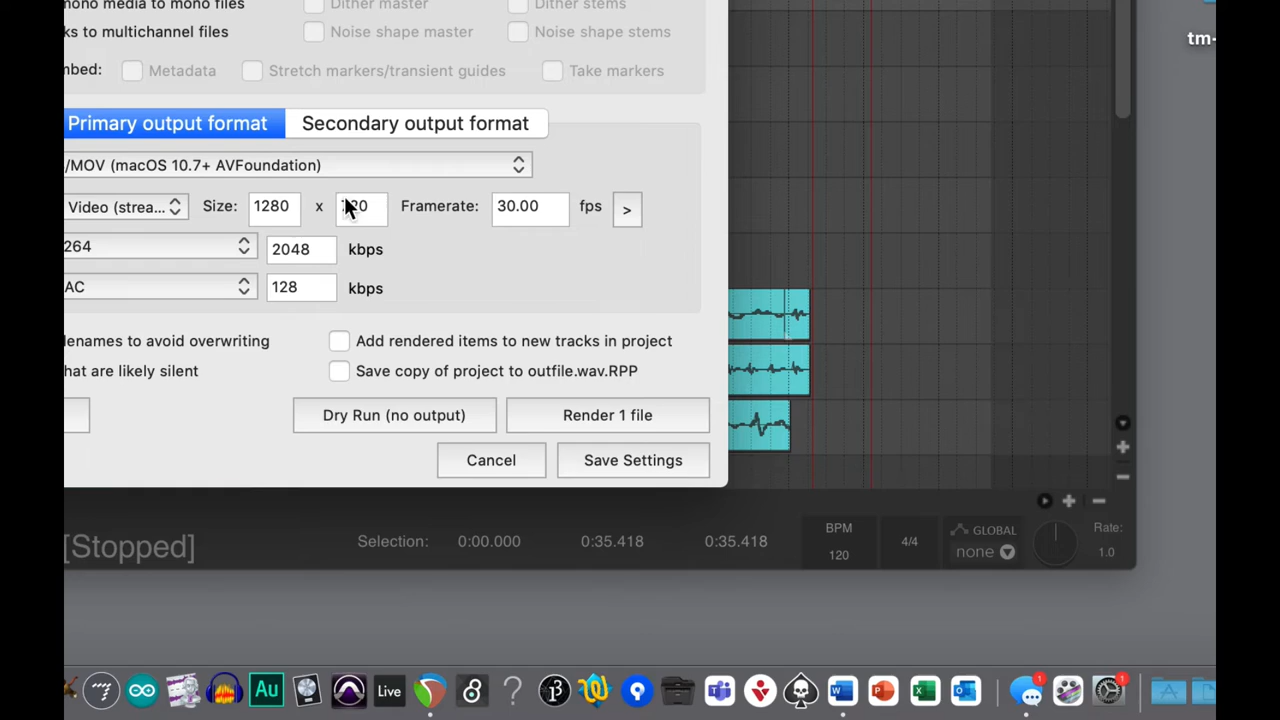 mono media to mono files
Dither master
Dither stems
ks to multichannel files
Noise shape master
Noise shape stems
tm-
mbed:
Metadata
Stretch markers/transient guides
Take markers
Primary output format
Secondary output format
/MOV (macOS 10.7+ AVFoundation)
Video (strea...
Size:
1280
x
Framerate:
30.00
fps
>
264
2048
kbps
AC
128
kbps
lenames to avoid overwriting
Add rendered items to new tracks in project
hat are likely silent
Save copy of project to outfile.wav.RPP
Dry Run (no output)
Render 1 file
Cancel
Save Settings
[Stopped]
Selection:
0:00.000
0:35.418
0:35.418
BPM
120
4/4
GLOBAL
none
Rate:
1.0
Au
Live
1
1